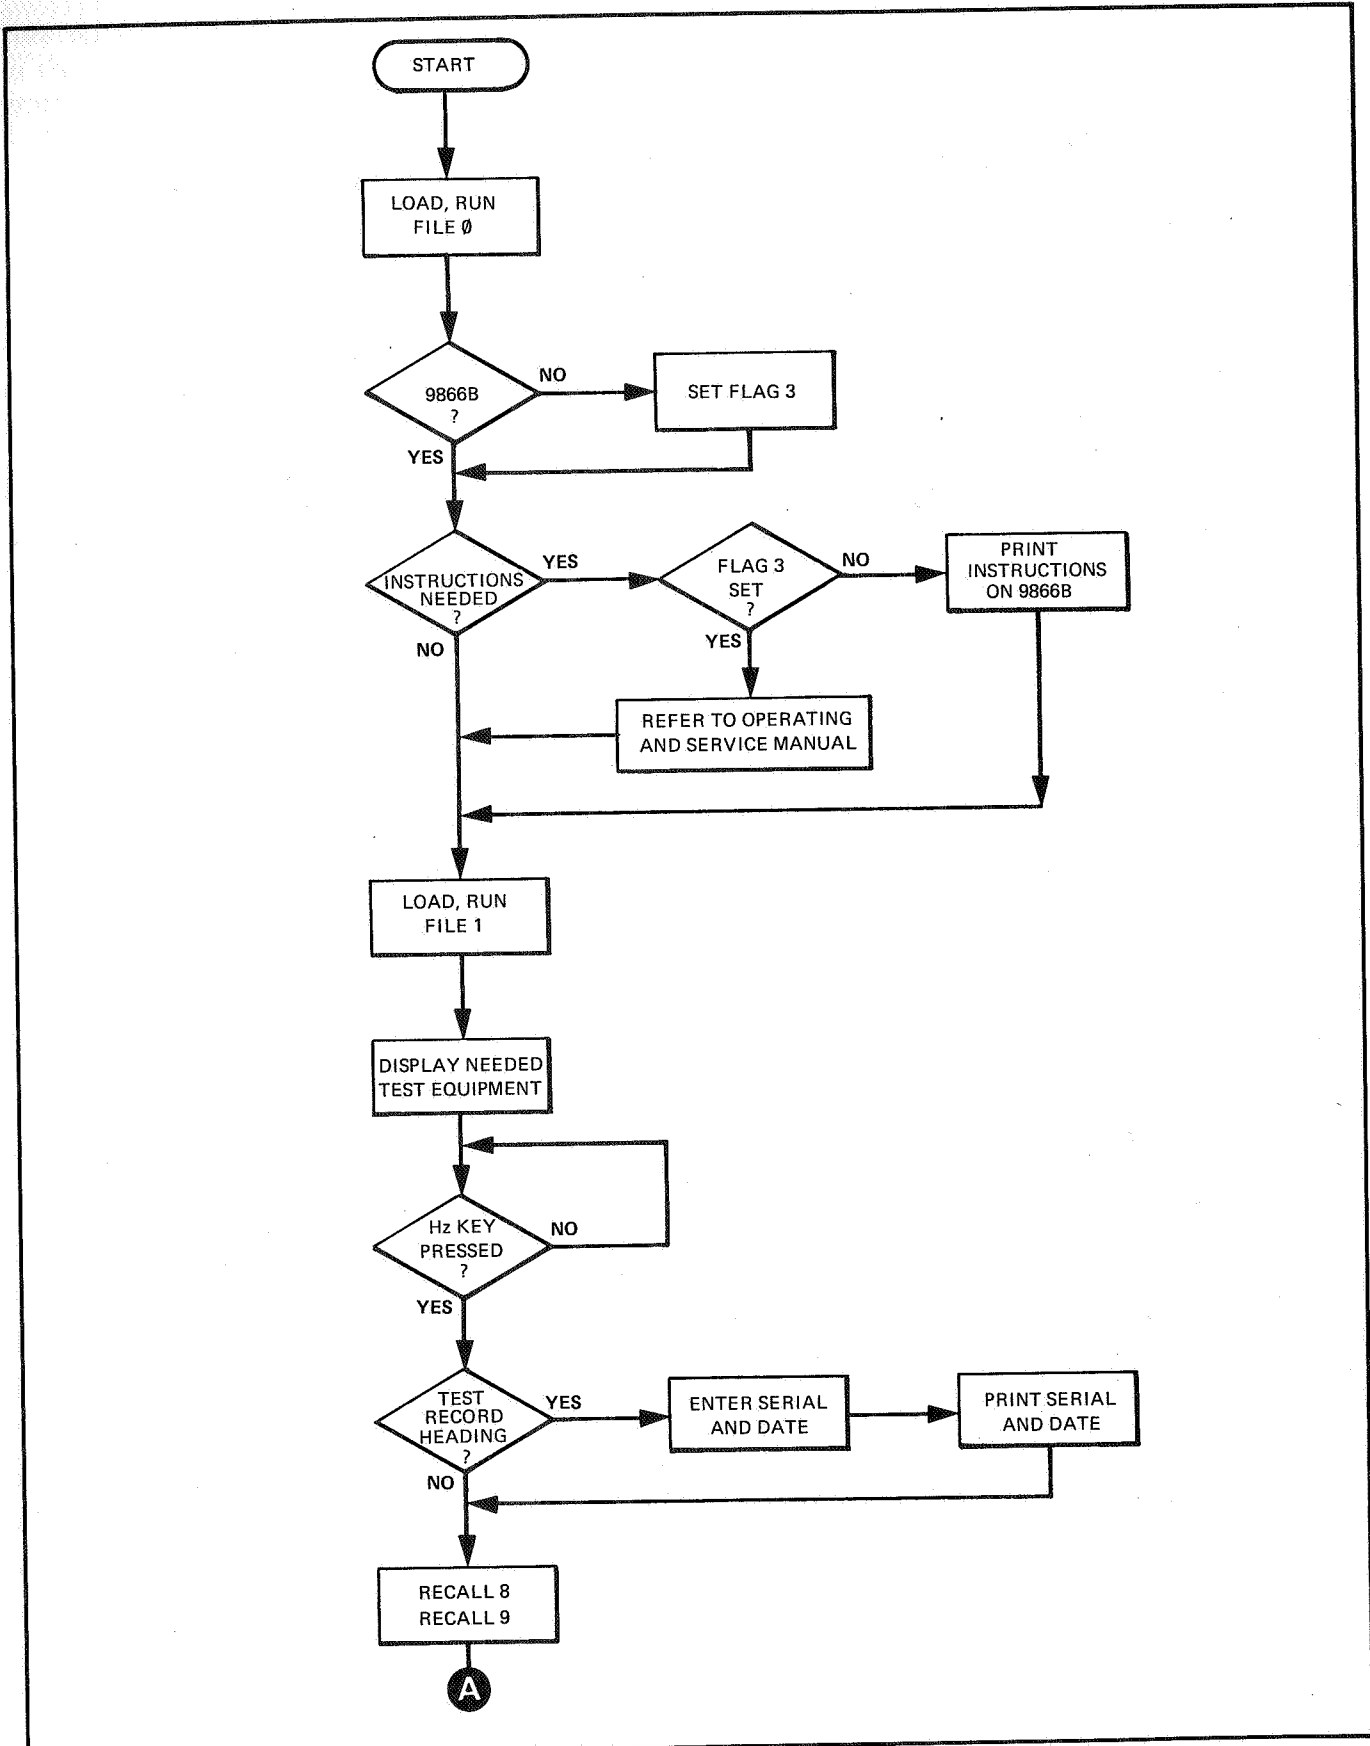 START
LOAD, RUN
FILE Ø
9866B
?
NO
SET FLAG 3
YES
INSTRUCTIONS
NEEDED
?
YES
FLAG 3
SET
?
NO
PRINT
INSTRUCTIONS
ON 9866B
NO
YES
REFER TO OPERATING
AND SERVICE MANUAL
LOAD, RUN
FILE 1
DISPLAY NEEDED
TEST EQUIPMENT
Hz KEY
PRESSED
?
NO
YES
TEST
RECORD
HEADING
?
YES
ENTER SERIAL
AND DATE
PRINT SERIAL
AND DATE
NO
RECALL 8
RECALL 9
A